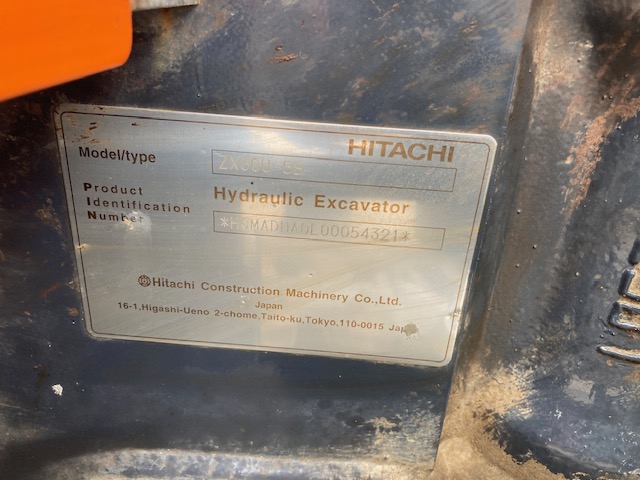 HITACHI
Model/type
Product Identification Number
Hydraulic Excavator
Hitachi Construction Machinery Co.,Ltd.
Japan
16-1,Higashi-Ueno 2-chome,Taito-ku,Tokyo,110-0015